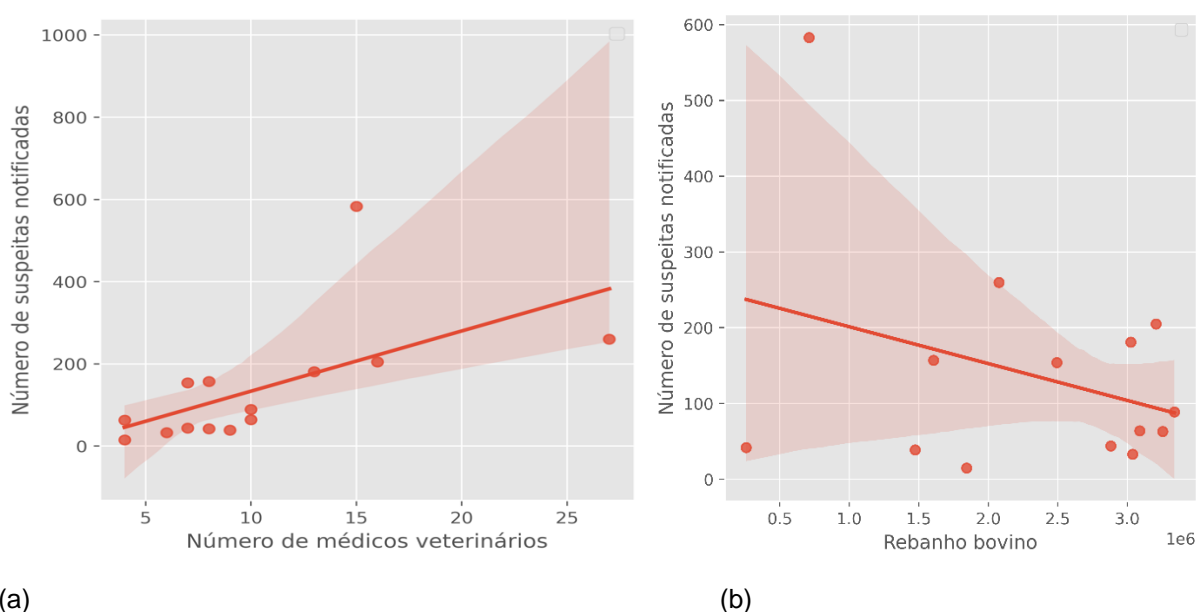 1000
800
600
400
200
0
Número de suspeitas notificadas
5 10 15 20 25
Número de médicos veterinários
(a)
600
500
400
300
200
100
0
Número de suspeitas notificadas
0.5 1.0 1.5 2.0 2.5 3.0
1e6
Rebanho bovino
(b)